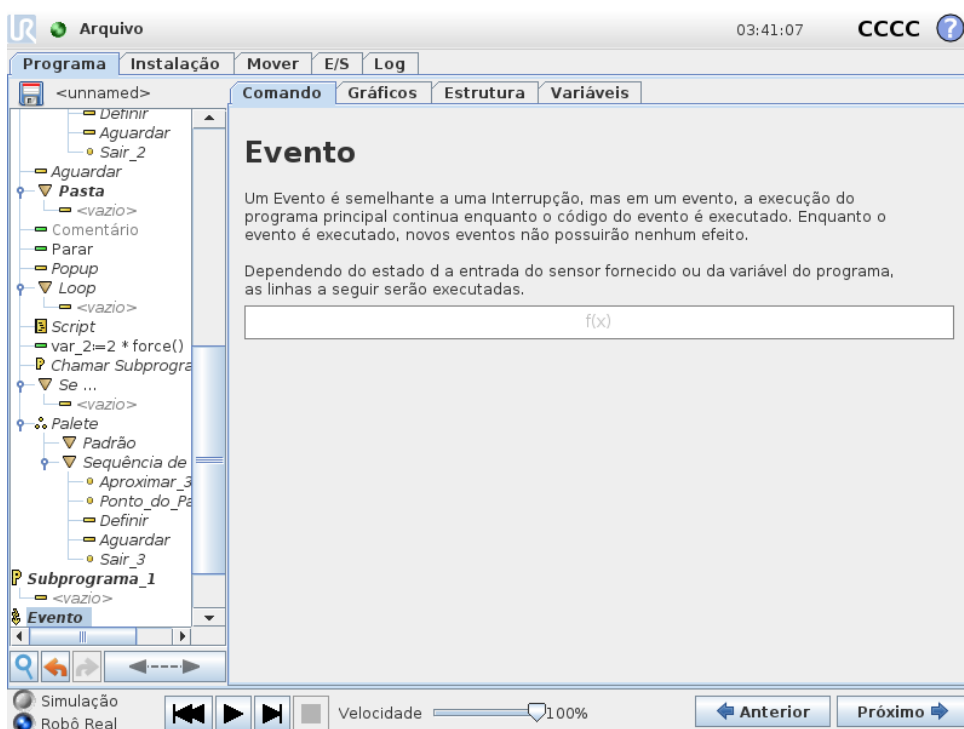 UR Arquivo 03:41:07 CCCC ?
Programa Instalação Mover E/S Log
<unnamed>
Comando Gráficos Estrutura Variáveis
Definir
Aguardar
Sair_2
Aguardar
Pasta
<vazio>
Comentário
Parar
Popup
Loop
<vazio>
Script
var_2:=2 * force()
Chamar Subprogra
Se ...
<vazio>
Palete
Padrão
Sequência de
Aproximar_3
Ponto_do_Pa
Definir
Aguardar
Sair_3
P Subprograma_1
<vazio>
Evento
Evento
Um Evento é semelhante a uma Interrupção, mas em um evento, a execução do
programa principal continua enquanto o código do evento é executado. Enquanto o
evento é executado, novos eventos não possuirão nenhum efeito.
Dependendo do estado d a entrada do sensor fornecido ou da variável do programa,
as linhas a seguir serão executadas.
f(x)
Simulação
Robô Real
Velocidade 100%
Anterior Próximo